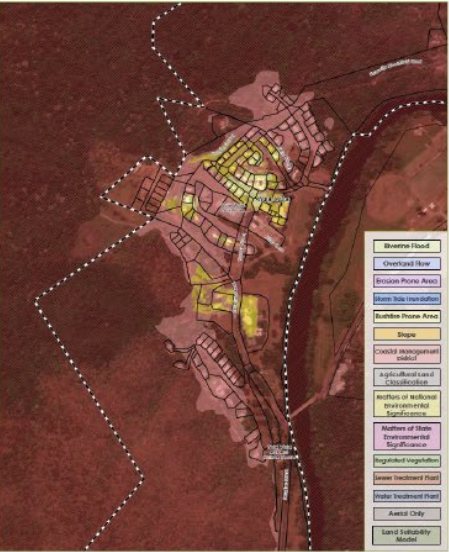 Riverine Flood
Overland Flow
Erosion Prone Area
Storm Tide Inundation
Bushfire Prone Area
Slope
Coastal Management
District
Agricultural Land
Classification
Matters of National
Environmental
Significance
Matters of State
Environmental
Significance
Regulated Vegetation
Sewer Treatment Plant
Water Treatment Plant
Aerial Only
Land Suitability
Model